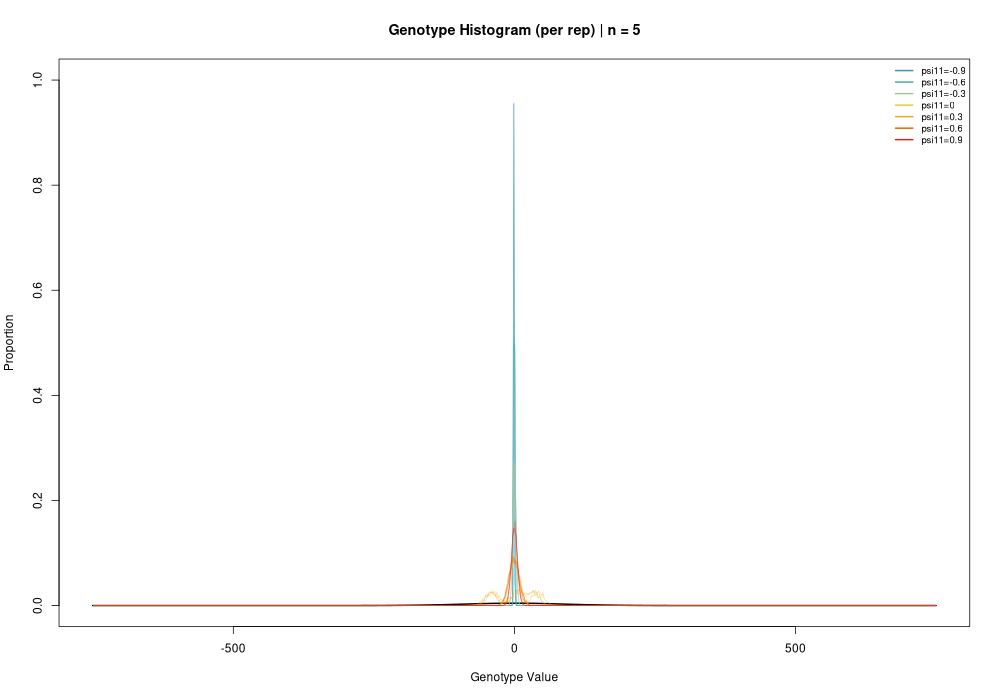 Genotype Histogram (per rep) | n = 5
psi11=-0.9
psi11=-0.6
psi11=-0.3
psi11=0
psi11=0.3
psi11=0.6
psi11=0.9
1.0
0.8
0.6
0.4
0.2
0.0
Proportion
-500
0
500
Genotype Value